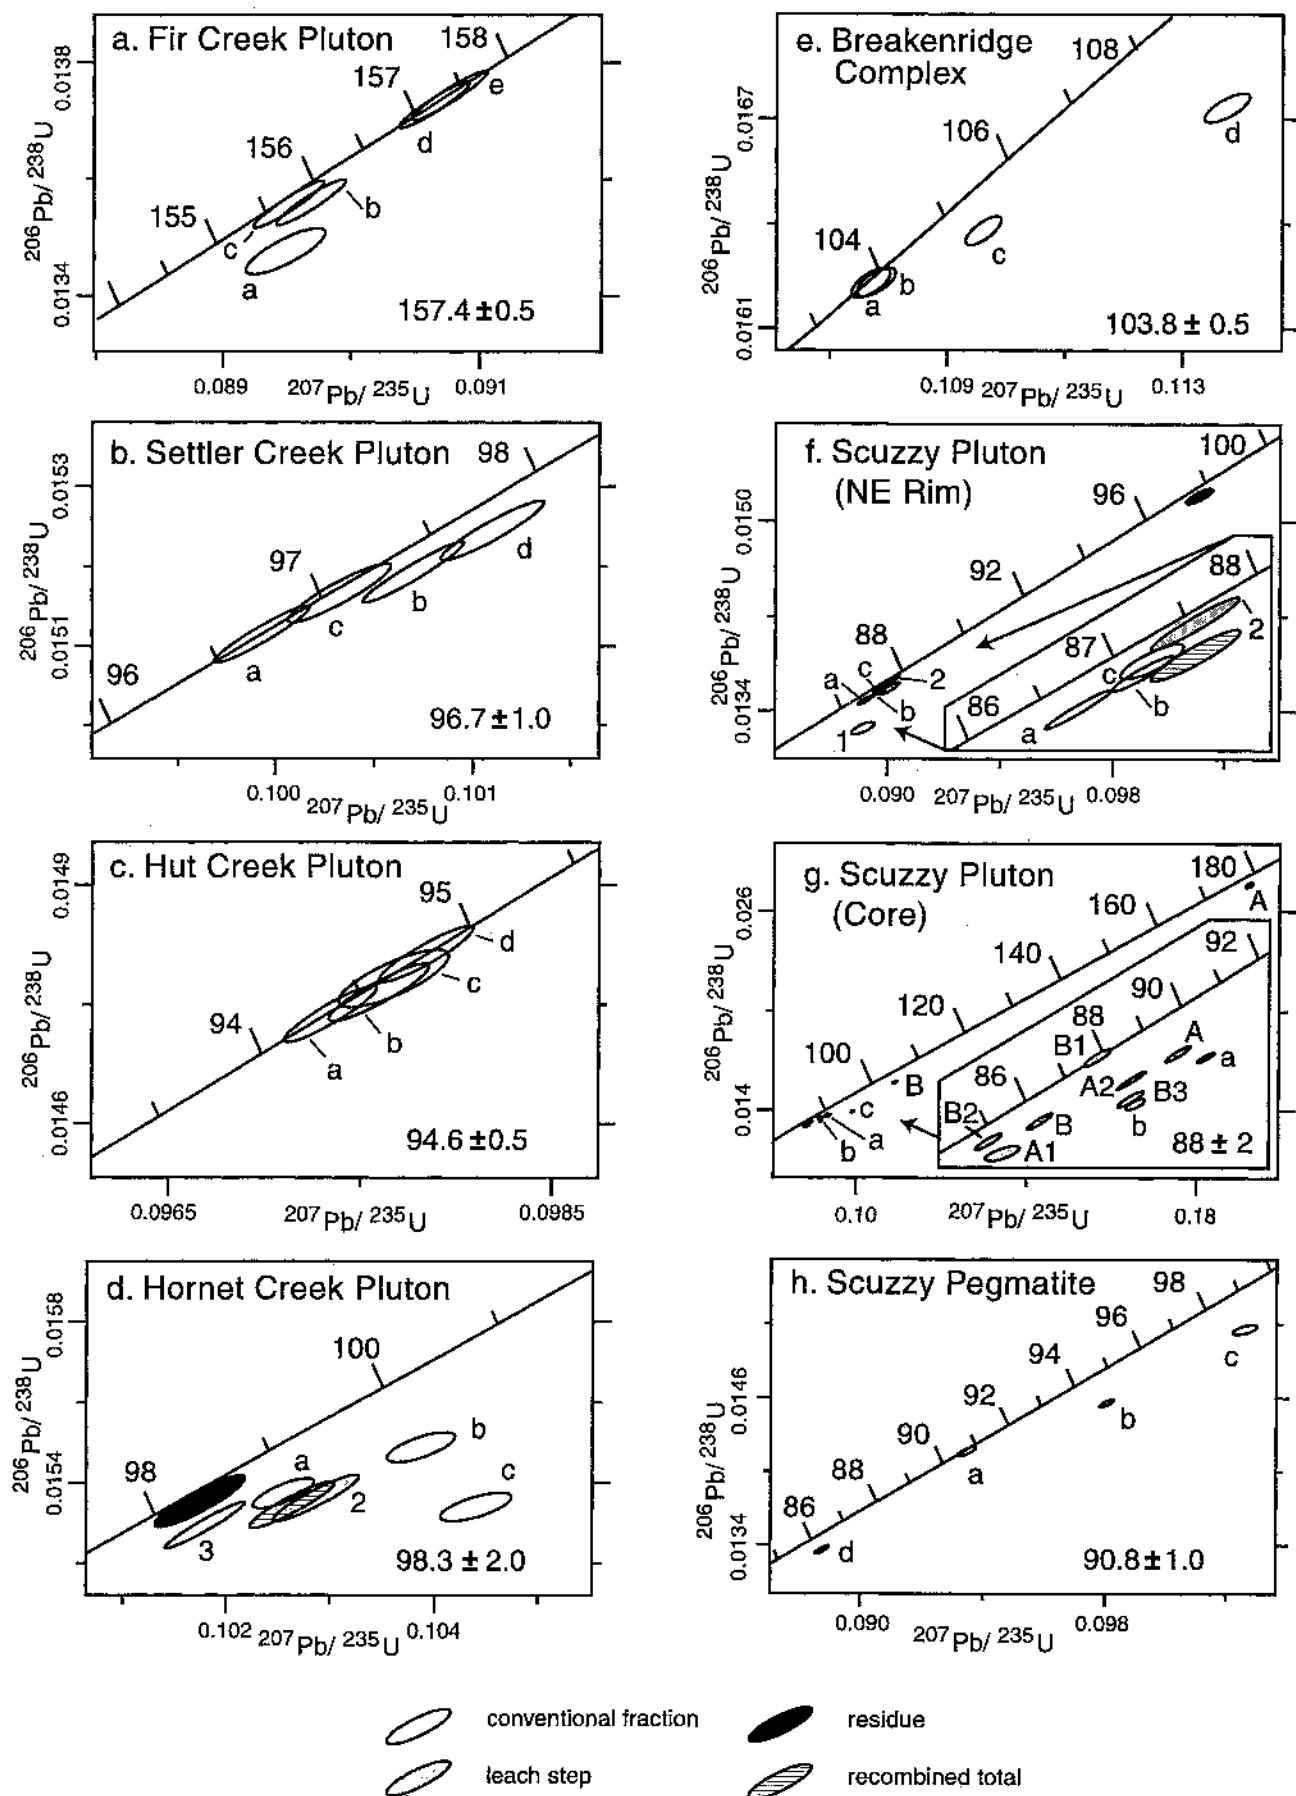 a. Fir Creek Pluton
158
157
e
d
156
b
155
c
a
157.4 ±0.5
0.0138
0.0134
206Pb/ 238U
0.089
207Pb/ 235U
0.091
e. Breakenridge
Complex
108
d
106
c
104
b
a
103.8 ± 0.5
0.0167
0.0161
206Pb/ 238U
0.109
207Pb/ 235U
0.113
b. Settler Creek Pluton
98
97
d
b
c
a
96
96.7 ±1.0
0.0153
0.0151
206Pb/ 238U
0.100
207Pb/ 235U
0.101
f. Scuzzy Pluton
(NE Rim)
100
96
92
88
88
87
2
c
a
2
b
c
b
86
1
a
0.0150
0.0134
206Pb/ 238U
0.090
207Pb/ 235U
0.098
c. Hut Creek Pluton
95
d
c
94
b
a
94.6 ±0.5
0.0149
0.0146
206Pb/ 238U
0.0965
207Pb/ 235U
0.0985
g. Scuzzy Pluton
(Core)
180
A
160
140
92
120
90
88
100
B1
A
a
B
86
A2
B3
c
B2
b
a
B
b
A1
88 ± 2
0.026
0.014
206Pb/ 238U
0.10
207Pb/ 235U
0.18
d. Hornet Creek Pluton
100
b
98
a
c
2
3
98.3 ± 2.0
0.0158
0.0154
206Pb/ 238U
0.102
207Pb/ 235U
0.104
h. Scuzzy Pegmatite
98
96
c
94
92
b
90
a
88
86
d
90.8 ±1.0
0.0146
0.0134
206Pb/ 238U
0.090
207Pb/ 235U
0.098
conventional fraction
residue
leach step
recombined total